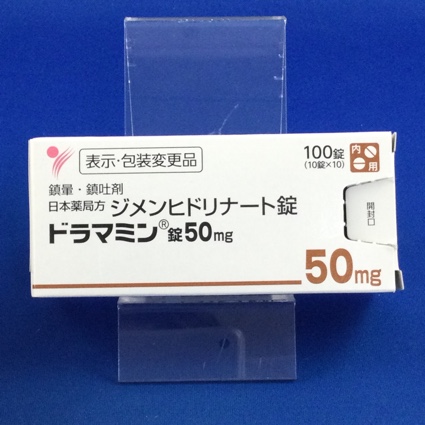 表示・包装変更品
100錠
(10錠×10)
内
用
鎮暈・鎮吐剤
日本薬局方 ジメンヒドリナート錠
ドラマミン®錠50mg
開封口
50mg